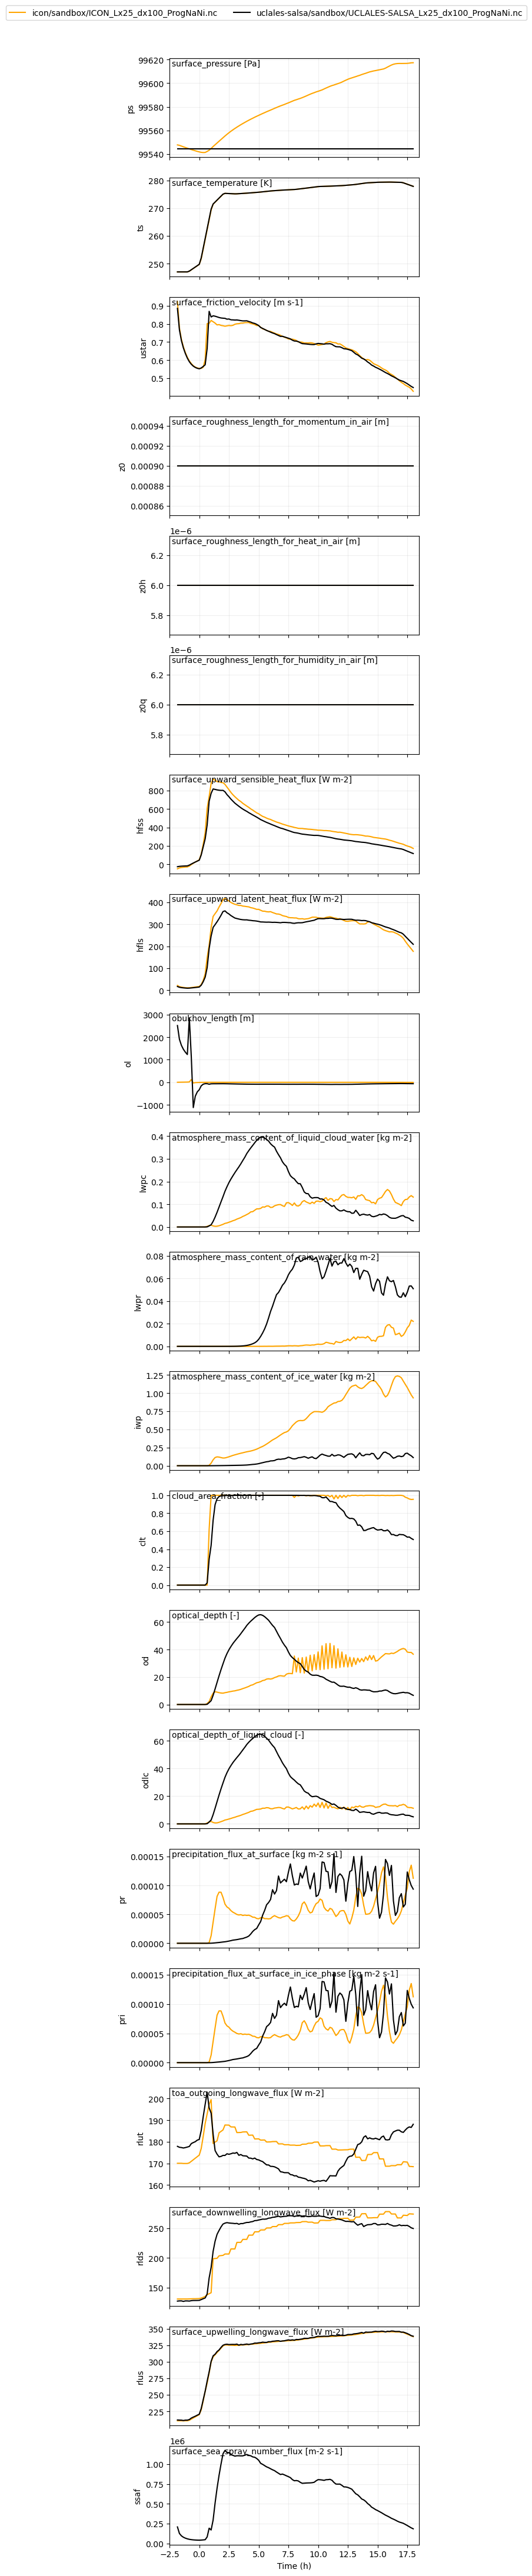 icon/sandbox/ICON_Lx25_dx100_ProgNaNi.nc
uclales-salsa/sandbox/UCLALES-SALSA_Lx25_dx100_ProgNaNi.nc
surface_pressure [Pa]
99620
99600
99580
99560
99540
ps
surface_temperature [K]
280
270
260
250
ts
surface_friction_velocity [m s-1]
0.9
0.8
0.7
0.6
0.5
ustar
surface_roughness_length_for_momentum_in_air [m]
0.00094
0.00092
0.00090
0.00088
0.00086
z0
1e−6
surface_roughness_length_for_heat_in_air [m]
6.2
6.0
5.8
z0h
1e−6
surface_roughness_length_for_humidity_in_air [m]
6.2
6.0
5.8
z0q
surface_upward_sensible_heat_flux [W m-2]
800
600
400
200
0
hfss
surface_upward_latent_heat_flux [W m-2]
400
300
200
100
0
hfls
obukhov_length [m]
3000
2000
1000
0
−1000
ol
atmosphere_mass_content_of_liquid_cloud_water [kg m-2]
0.4
0.3
0.2
0.1
0.0
lwpc
atmosphere_mass_content_of_rain_water [kg m-2]
0.08
0.06
0.04
0.02
0.00
lwpr
atmosphere_mass_content_of_ice_water [kg m-2]
1.25
1.00
0.75
0.50
0.25
0.00
iwp
cloud_area_fraction [-]
1.0
0.8
0.6
0.4
0.2
0.0
clt
optical_depth [-]
60
40
20
0
od
optical_depth_of_liquid_cloud [-]
60
40
20
0
odlc
precipitation_flux_at_surface [kg m-2 s-1]
0.00015
0.00010
0.00005
0.00000
pr
precipitation_flux_at_surface_in_ice_phase [kg m-2 s-1]
0.00015
0.00010
0.00005
0.00000
pri
toa_outgoing_longwave_flux [W m-2]
200
190
180
170
160
rlut
surface_downwelling_longwave_flux [W m-2]
250
200
150
rlds
surface_upwelling_longwave_flux [W m-2]
350
325
300
275
250
225
rlus
1e6
surface_sea_spray_number_flux [m-2 s-1]
1.00
0.75
0.50
0.25
0.00
ssaf
−2.5 0.0 2.5 5.0 7.5 10.0 12.5 15.0 17.5
Time (h)